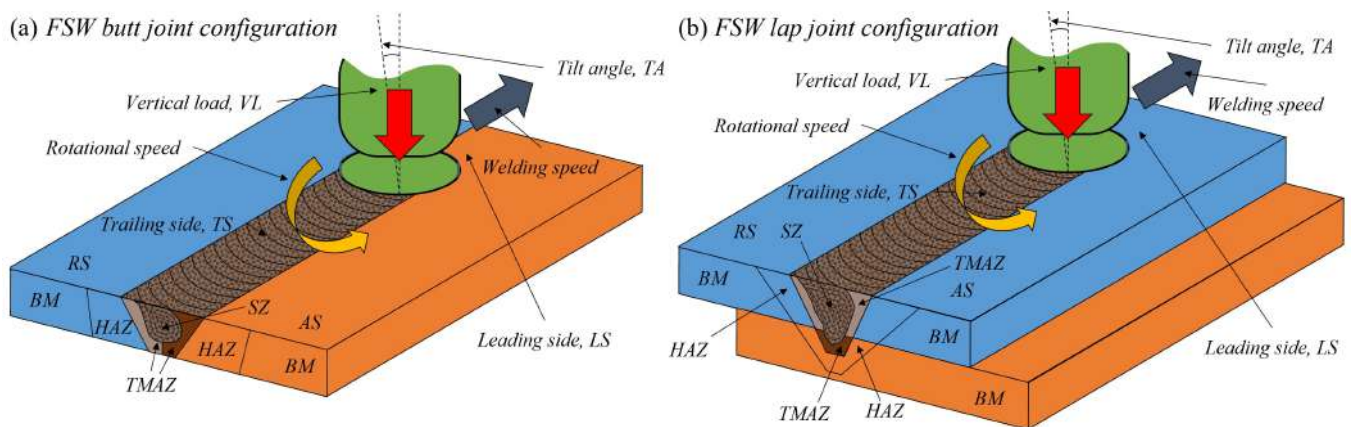 (a) FSW butt joint configuration
Tilt angle, TA
Vertical load, VL
Rotational speed
Welding speed
Trailing side, TS
RS
BM
HAZ
SZ
AS
HAZ
BM
TMAZ
Leading side, LS
(b) FSW lap joint configuration
Tilt angle, TA
Vertical load, VL
Welding speed
Rotational speed
Trailing side, TS
RS
SZ
TMAZ
BM
AS
HAZ
BM
Leading side, LS
TMAZ
HAZ
BM